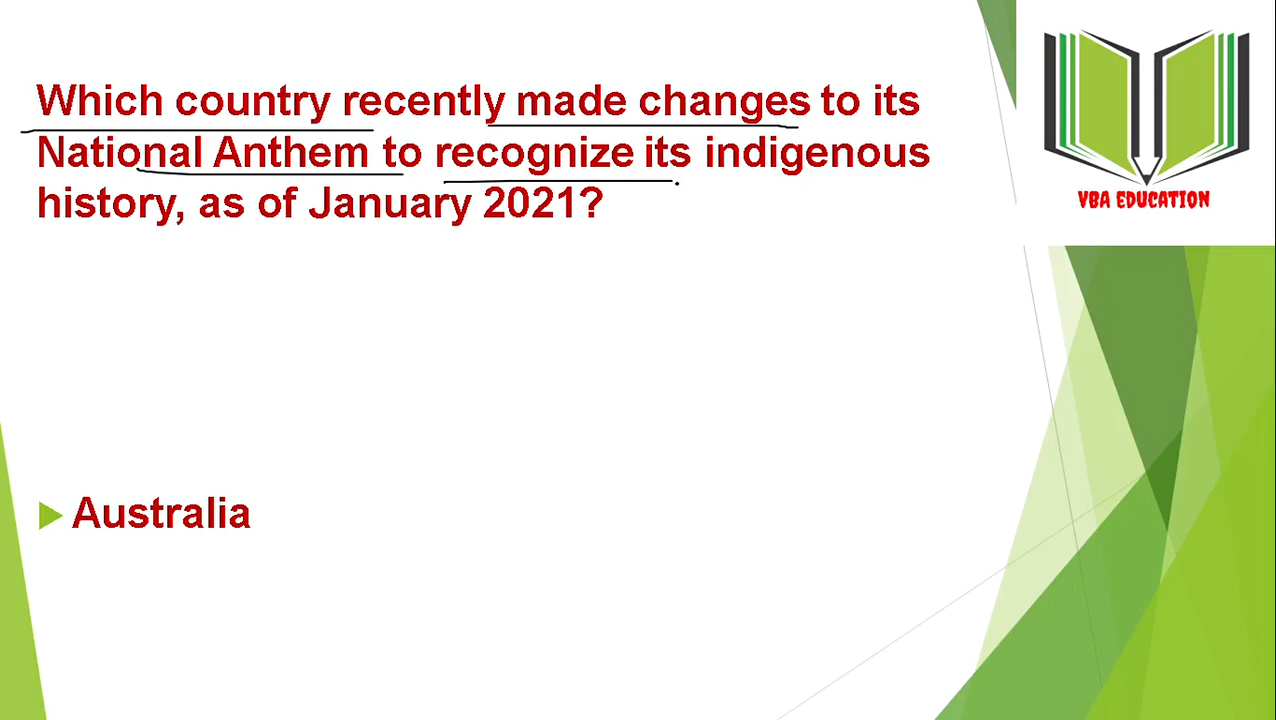 Which country recently made changes to its
National Anthem to recognize its indigenous
history, as of January 2021?
VBA EDUCATION
Australia